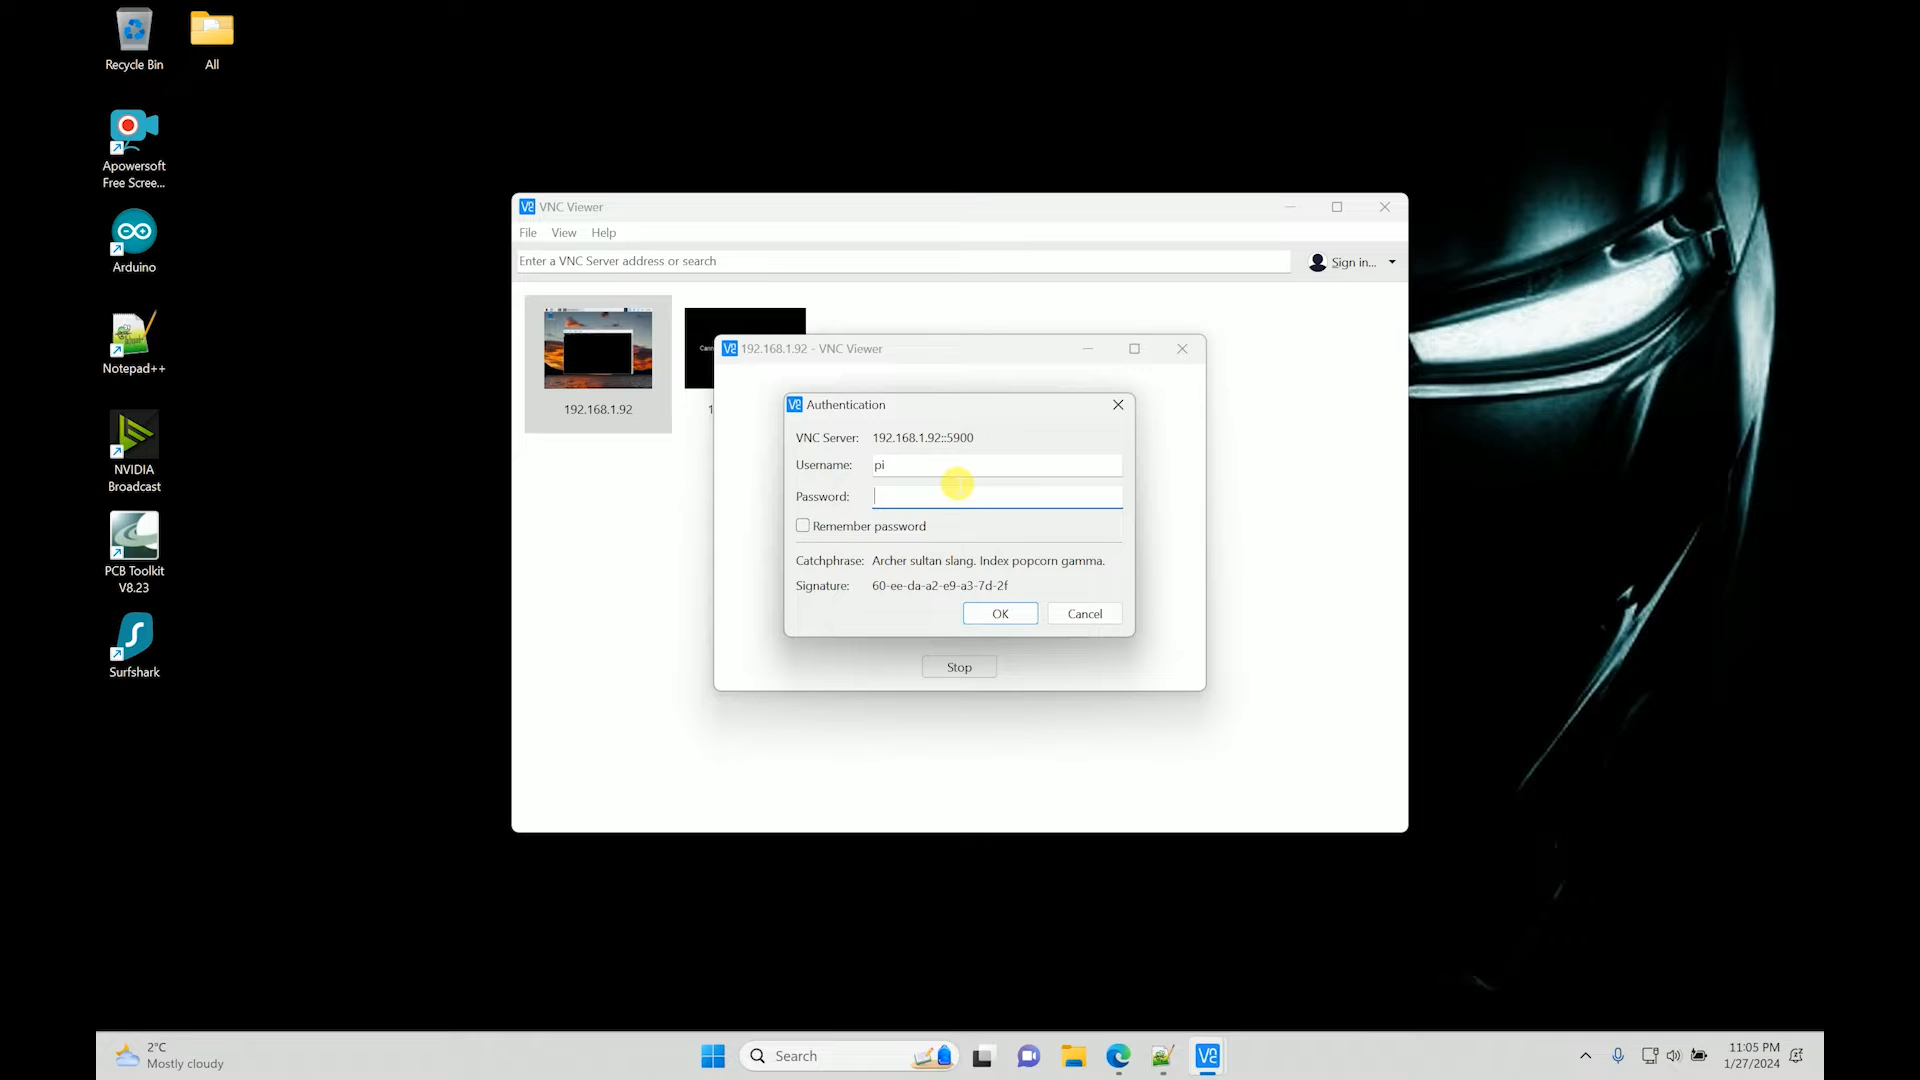 Recycle Bin
All
Apowersoft
Free Scree...
Arduino
Notepad++
NVIDIA
Broadcast
PCB Toolkit
V8.23
Surfshark
VNC Viewer
File View Help
Enter a VNC Server address or search
Sign in...
192.168.1.92
Cann
1
192.168.1.92 - VNC Viewer
Authentication
VNC Server: 192.168.1.92::5900
Username: pi
Password:
Remember password
Catchphrase: Archer sultan slang. Index popcorn gamma.
Signature: 60-ee-da-a2-e9-a3-7d-2f
OK Cancel
Stop
2°C
Mostly cloudy
Search
11:05 PM
1/27/2024